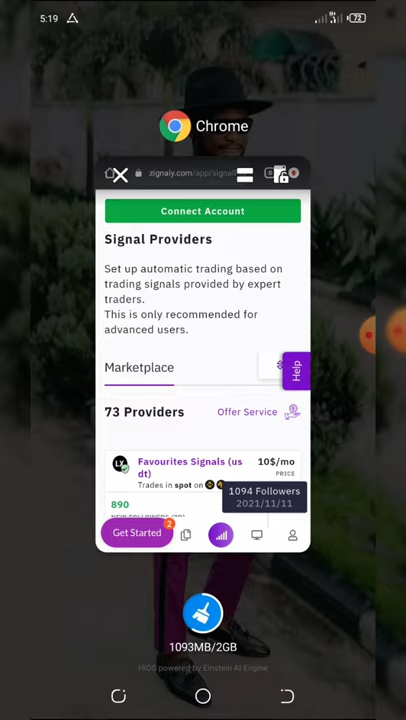 5:19
72
Chrome
zignaly.com/app/signall
Connect Account
Signal Providers
Set up automatic trading based on
trading signals provided by expert
traders.
This is only recommended for
advanced users.
Help
Marketplace
73 Providers
Offer Service
Favourites Signals (us
dt)
10$/mo
PRICE
Trades in spot on
1094 Followers
2021/11/11
890
Get Started
2
1093MB/2GB
HiOS powered by Einstein AI Engine